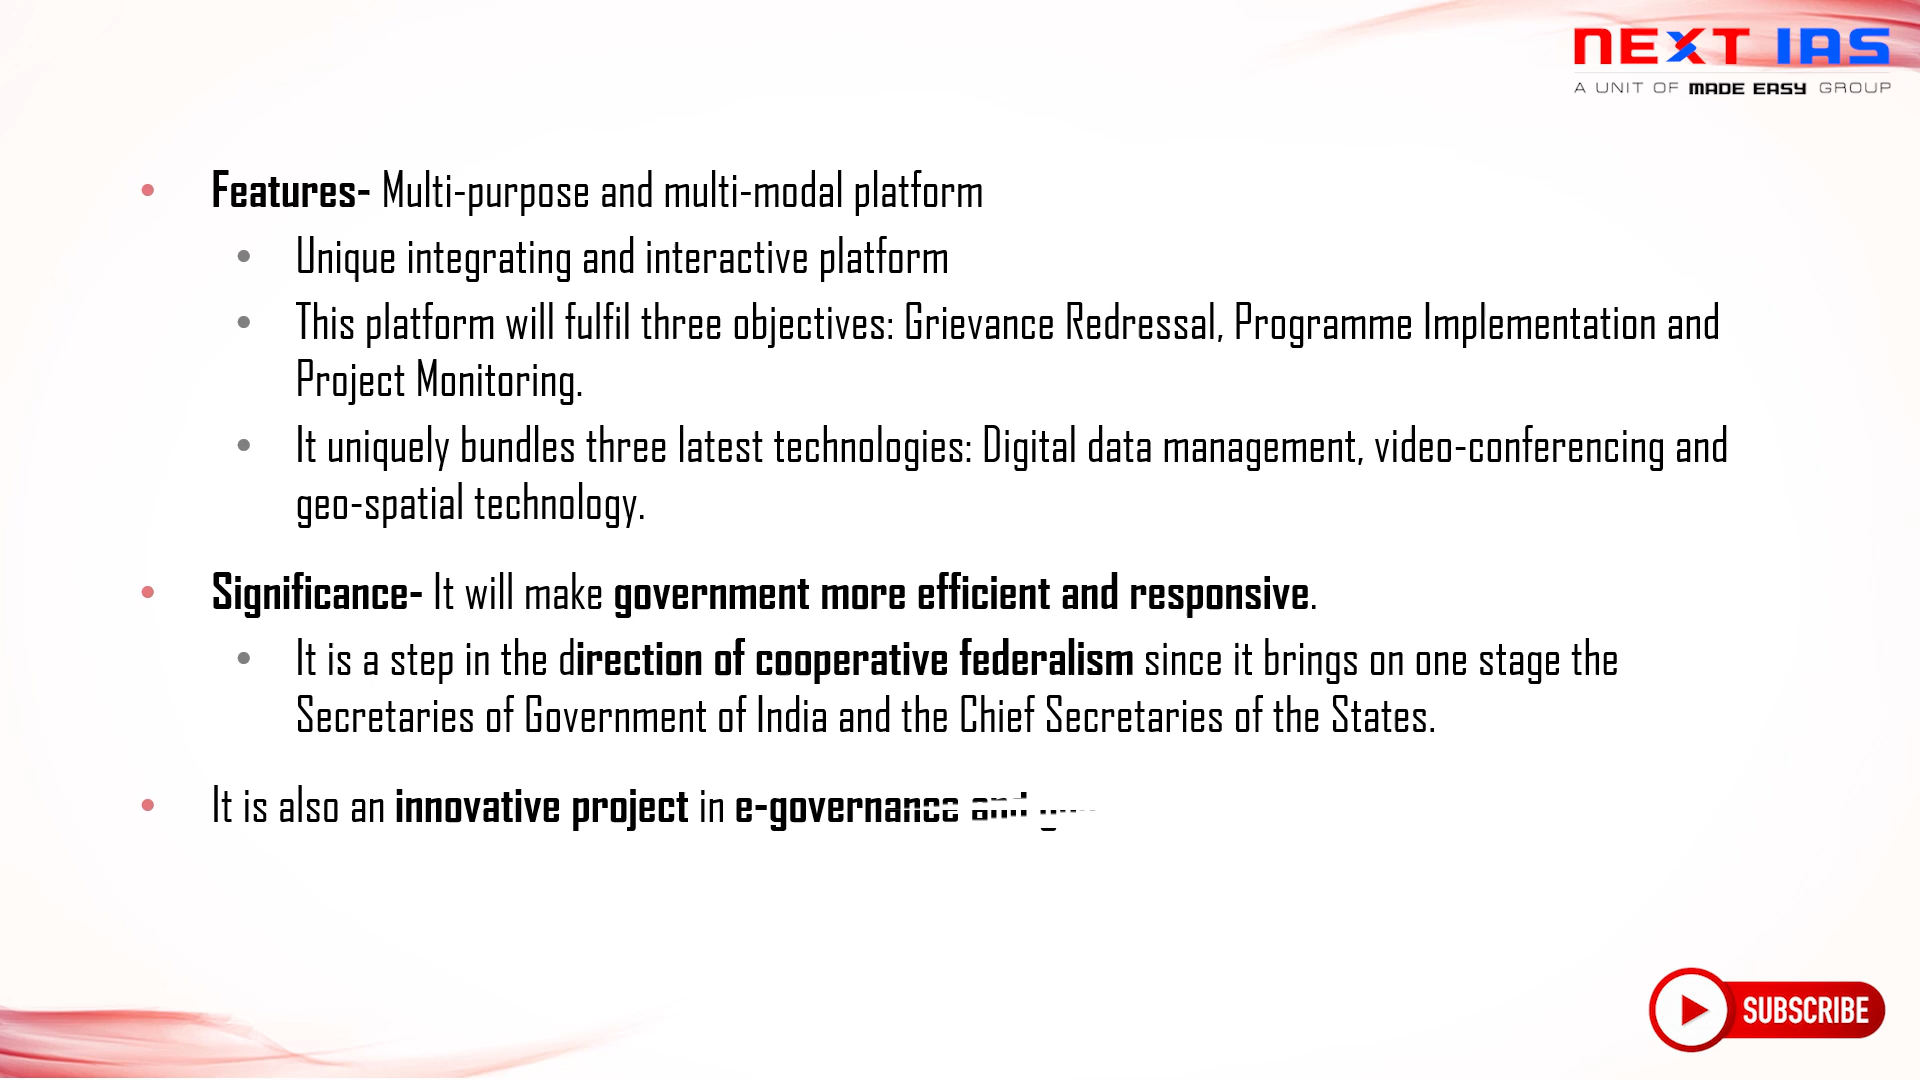 NEXT IAS
A UNIT OF MADE EASY GROUP
• Features- Multi-purpose and multi-modal platform
• Unique integrating and interactive platform
• This platform will fulfil three objectives: Grievance Redressal, Programme Implementation and
Project Monitoring.
• It uniquely bundles three latest technologies: Digital data management, video-conferencing and
geo-spatial technology.
• Significance- It will make government more efficient and responsive.
• It is a step in the direction of cooperative federalism since it brings on one stage the
Secretaries of Government of India and the Chief Secretaries of the States.
• It is also an innovative project in e-governance and
SUBSCRIBE